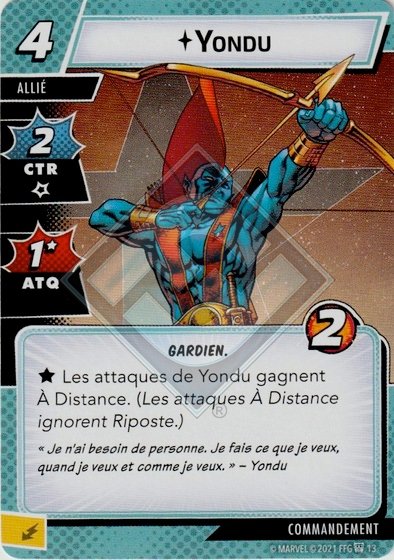 4
Yondu
ALLIÉ
2
CTR
1
ATQ
2
GARDIEN.
Les attaques de Yondu gagnent
À Distance. (Les attaques À Distance
ignorent Riposte.)
« Je n'ai besoin de personne. Je fais ce que je veux,
quand je veux et comme je veux. » – Yondu
®
COMMANDEMENT
© MARVEL © 2021 FFG 13